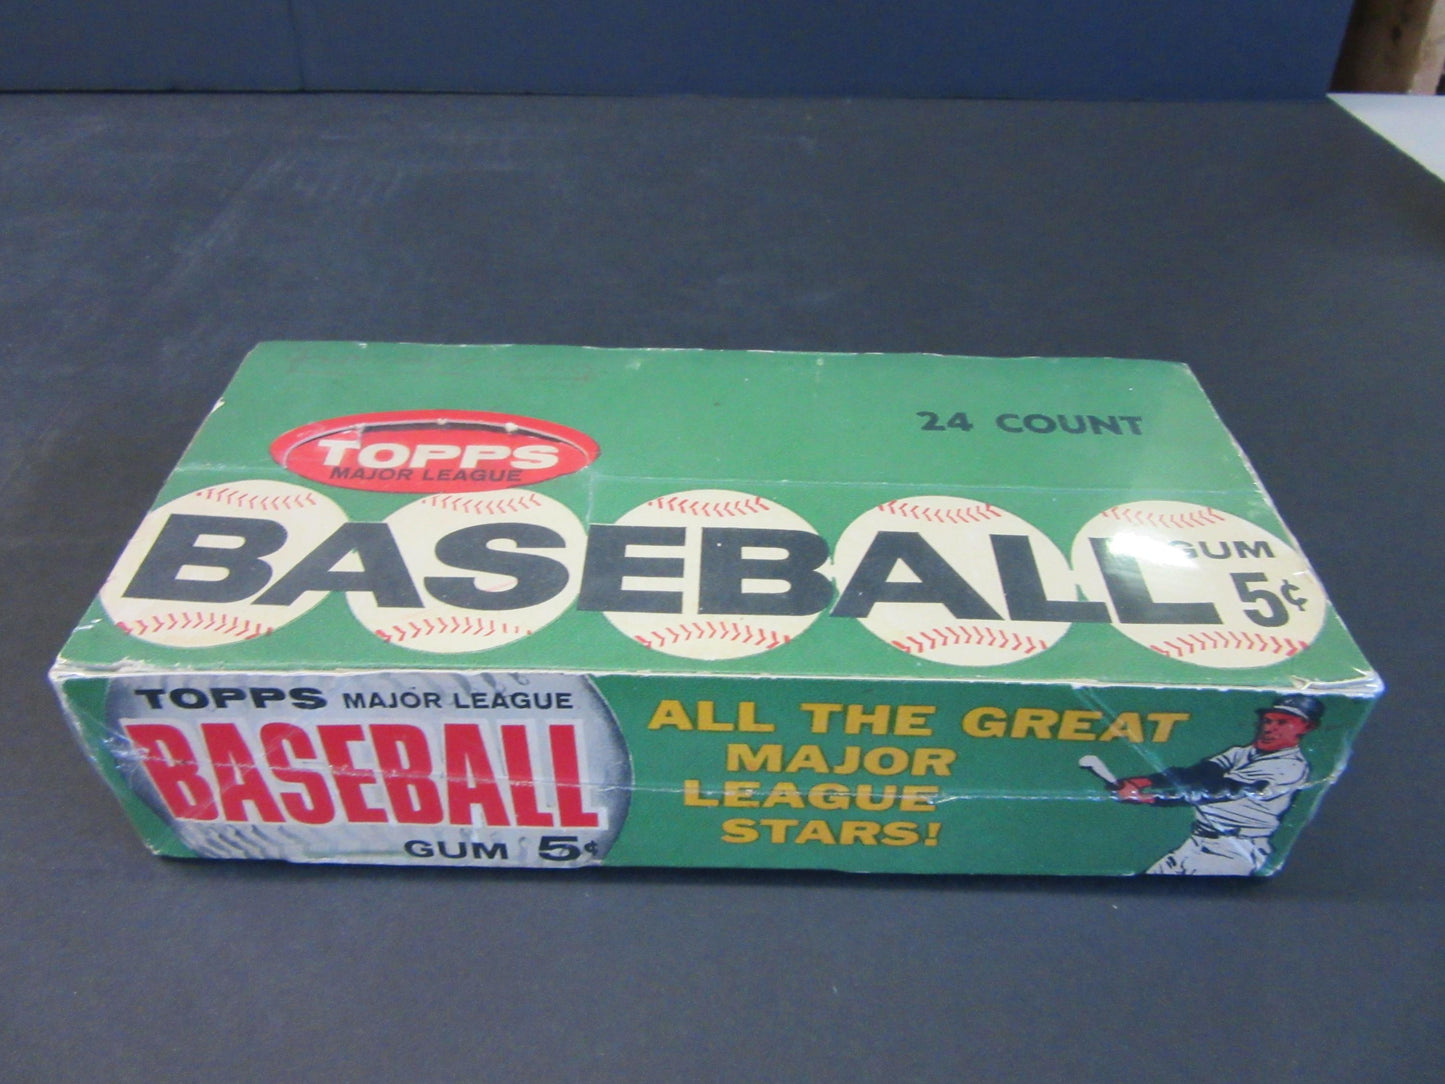 24 COUNT
TOPPS
MAJOR LEAGUE
BASEBALL
GUM
5¢
TOPPS MAJOR LEAGUE
BASEBALL
GUM 5¢
ALL THE GREAT
MAJOR
LEAGUE
STARS!